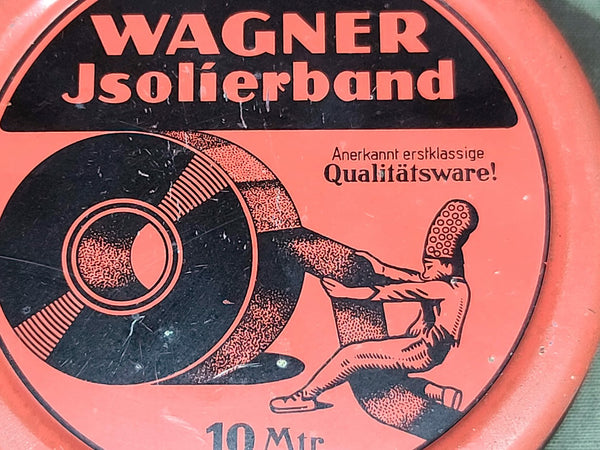 WAGNER
Jsolierband
Anerkannt erstklassige
Qualitätsware!
10 Mtr